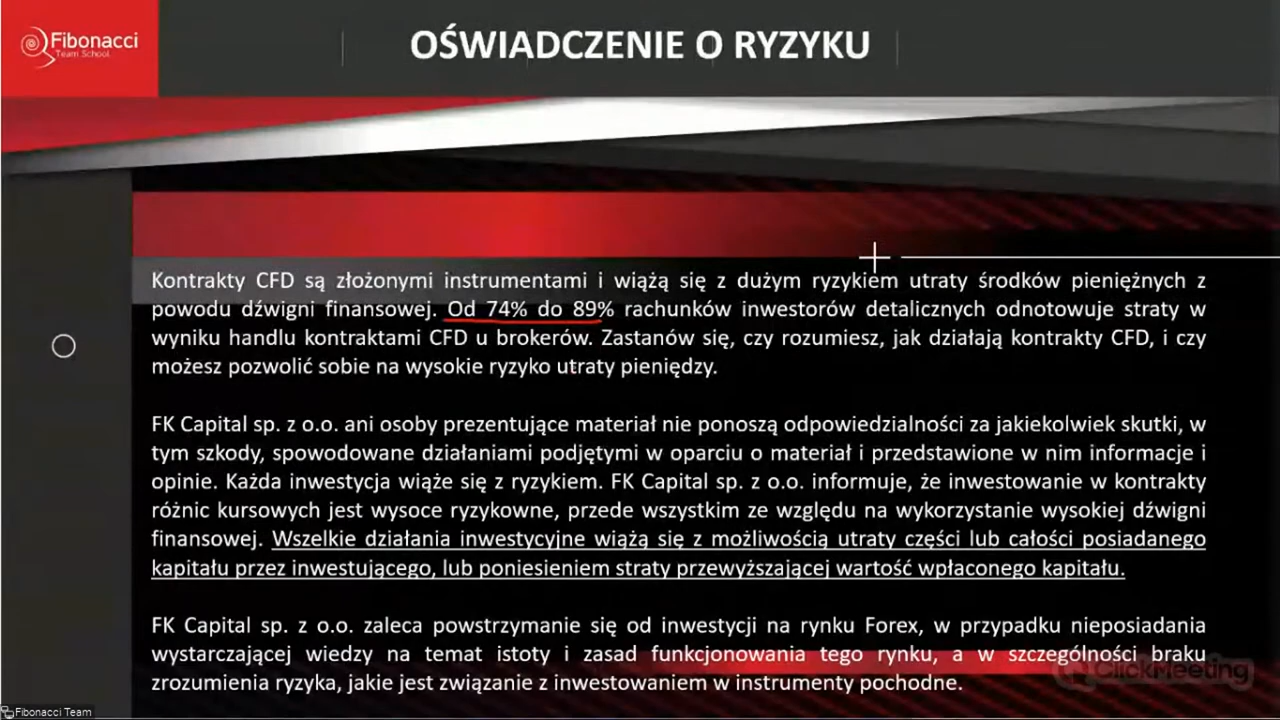 Fibonacci
Team School
OŚWIADCZENIE O RYZYKU
Kontrakty CFD są złożonymi instrumentami i wiążą się z dużym ryzykiem utraty środków pieniężnych z
powodu dźwigni finansowej. Od 74% do 89% rachunków inwestorów detalicznych odnotowuje straty w
wyniku handlu kontraktami CFD u brokerów. Zastanów się, czy rozumiesz, jak działają kontrakty CFD, i czy
możesz pozwolić sobie na wysokie ryzyko utraty pieniędzy.
FK Capital sp. z o.o. ani osoby prezentujące materiał nie ponoszą odpowiedzialności za jakiekolwiek skutki, w
tym szkody, spowodowane działaniami podjętymi w oparciu o materiał i przedstawione w nim informacje i
opinie. Każda inwestycja wiąże się z ryzykiem. FK Capital sp. z o.o. informuje, że inwestowanie w kontrakty
różnic kursowych jest wysoce ryzykowne, przede wszystkim ze względu na wykorzystanie wysokiej dźwigni
finansowej. Wszelkie działania inwestycyjne wiążą się z możliwością utraty części lub całości posiadanego
kapitału przez inwestującego, lub poniesieniem straty przewyższającej wartość wpłaconego kapitału.
FK Capital sp. z o.o. zaleca powstrzymanie się od inwestycji na rynku Forex, w przypadku nieposiadania
wystarczającej wiedzy na temat istoty i zasad funkcjonowania tego rynku, a w szczególności braku
zrozumienia ryzyka, jakie jest związanie z inwestowaniem w instrumenty pochodne.
ClickMeeting
Fibonacci Team